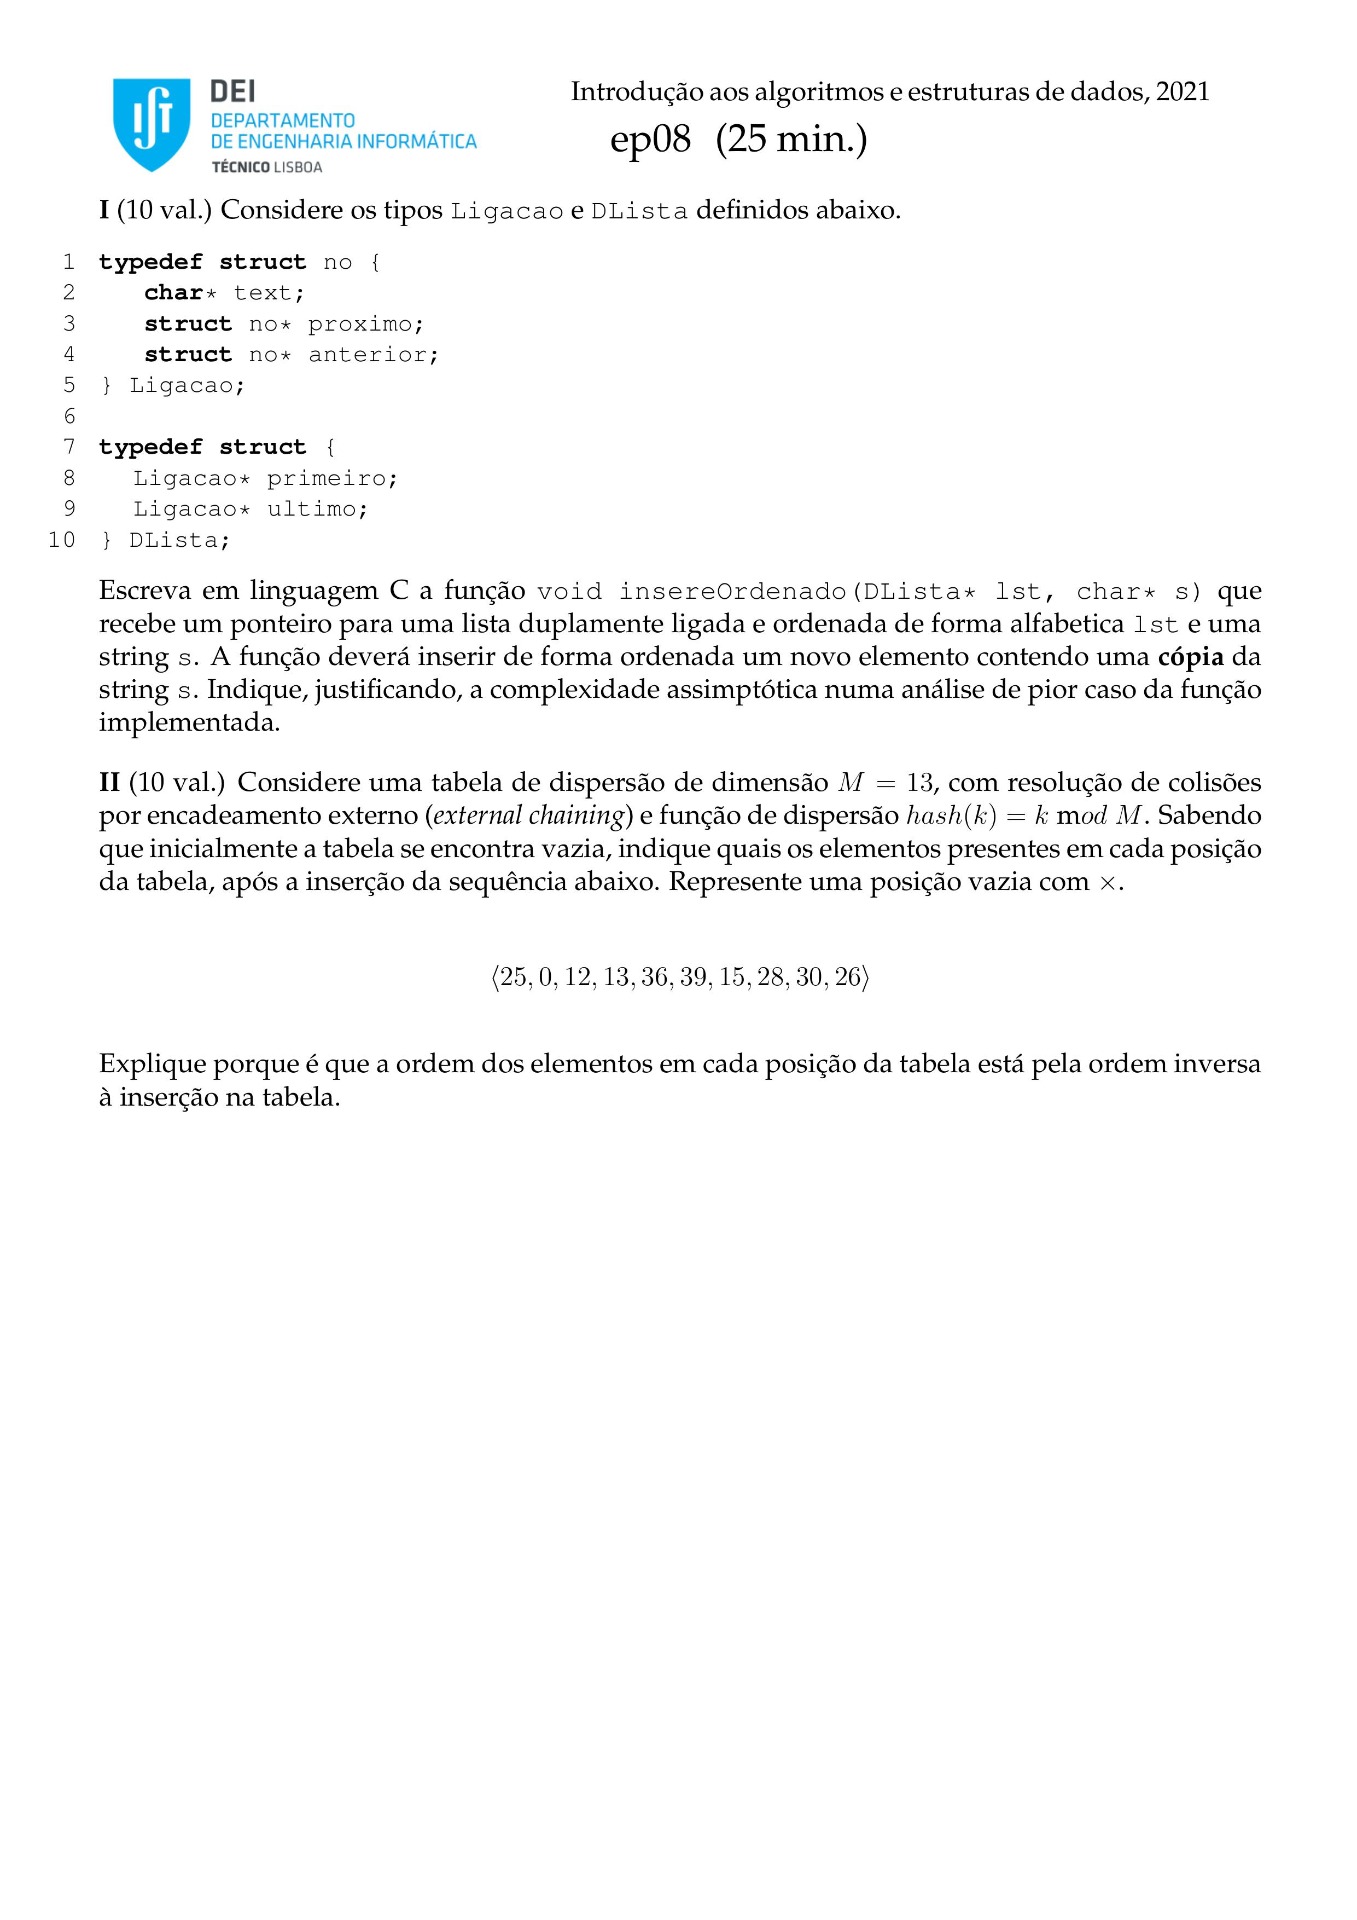 DEI
DEPARTAMENTO
DE ENGENHARIA INFORMÁTICA
TÉCNICO LISBOA
Introdução aos algoritmos e estruturas de dados, 2021
ep08 (25 min.)
I (10 val.) Considere os tipos Ligacao e DLista definidos abaixo.
1 typedef struct no {
2 char* text;
3 struct no* proximo;
4 struct no* anterior;
5 } Ligacao;
6
7 typedef struct {
8 Ligacao* primeiro;
9 Ligacao* ultimo;
10 } DLista;
Escreva em linguagem C a função void insereOrdenado(DLista* lst, char* s) que
recebe um ponteiro para uma lista duplamente ligada e ordenada de forma alfabetica lst e uma
string s. A função deverá inserir de forma ordenada um novo elemento contendo uma cópia da
string s. Indique, justificando, a complexidade assimptótica numa análise de pior caso da função
implementada.
II (10 val.) Considere uma tabela de dispersão de dimensão M = 13, com resolução de colisões
por encadeamento externo (external chaining) e função de dispersão hash(k) = k mod M. Sabendo
que inicialmente a tabela se encontra vazia, indique quais os elementos presentes em cada posição
da tabela, após a inserção da sequência abaixo. Represente uma posição vazia com ×.
⟨25, 0, 12, 13, 36, 39, 15, 28, 30, 26⟩
Explique porque é que a ordem dos elementos em cada posição da tabela está pela ordem inversa
à inserção na tabela.